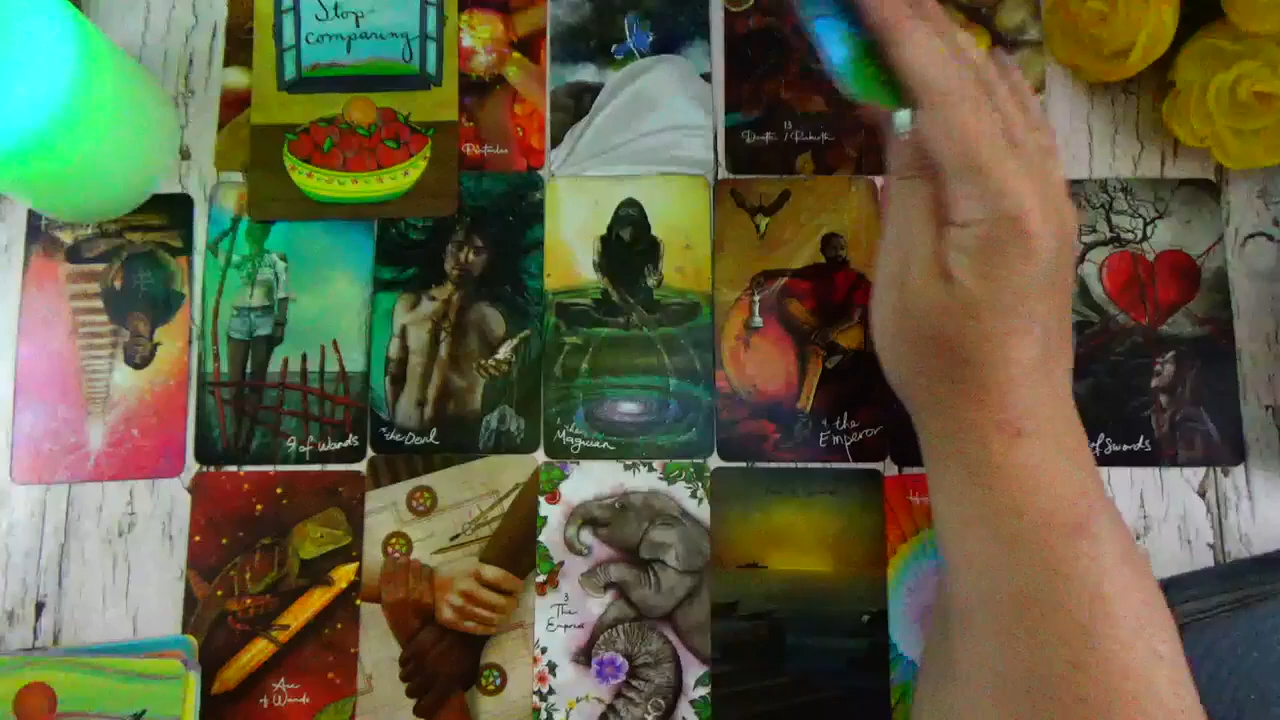 Stop
comparing
Pentacles
13
Death / Rebirth
9 of Wands
the Devil
1 the
Magician
4 the
Emperor
of Swords
Ace
of Wands
3
The
Empress